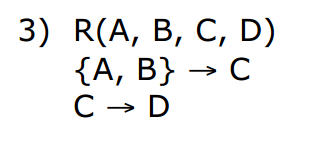 3) R(A, B, C, D)
{A, B} → C
C → D